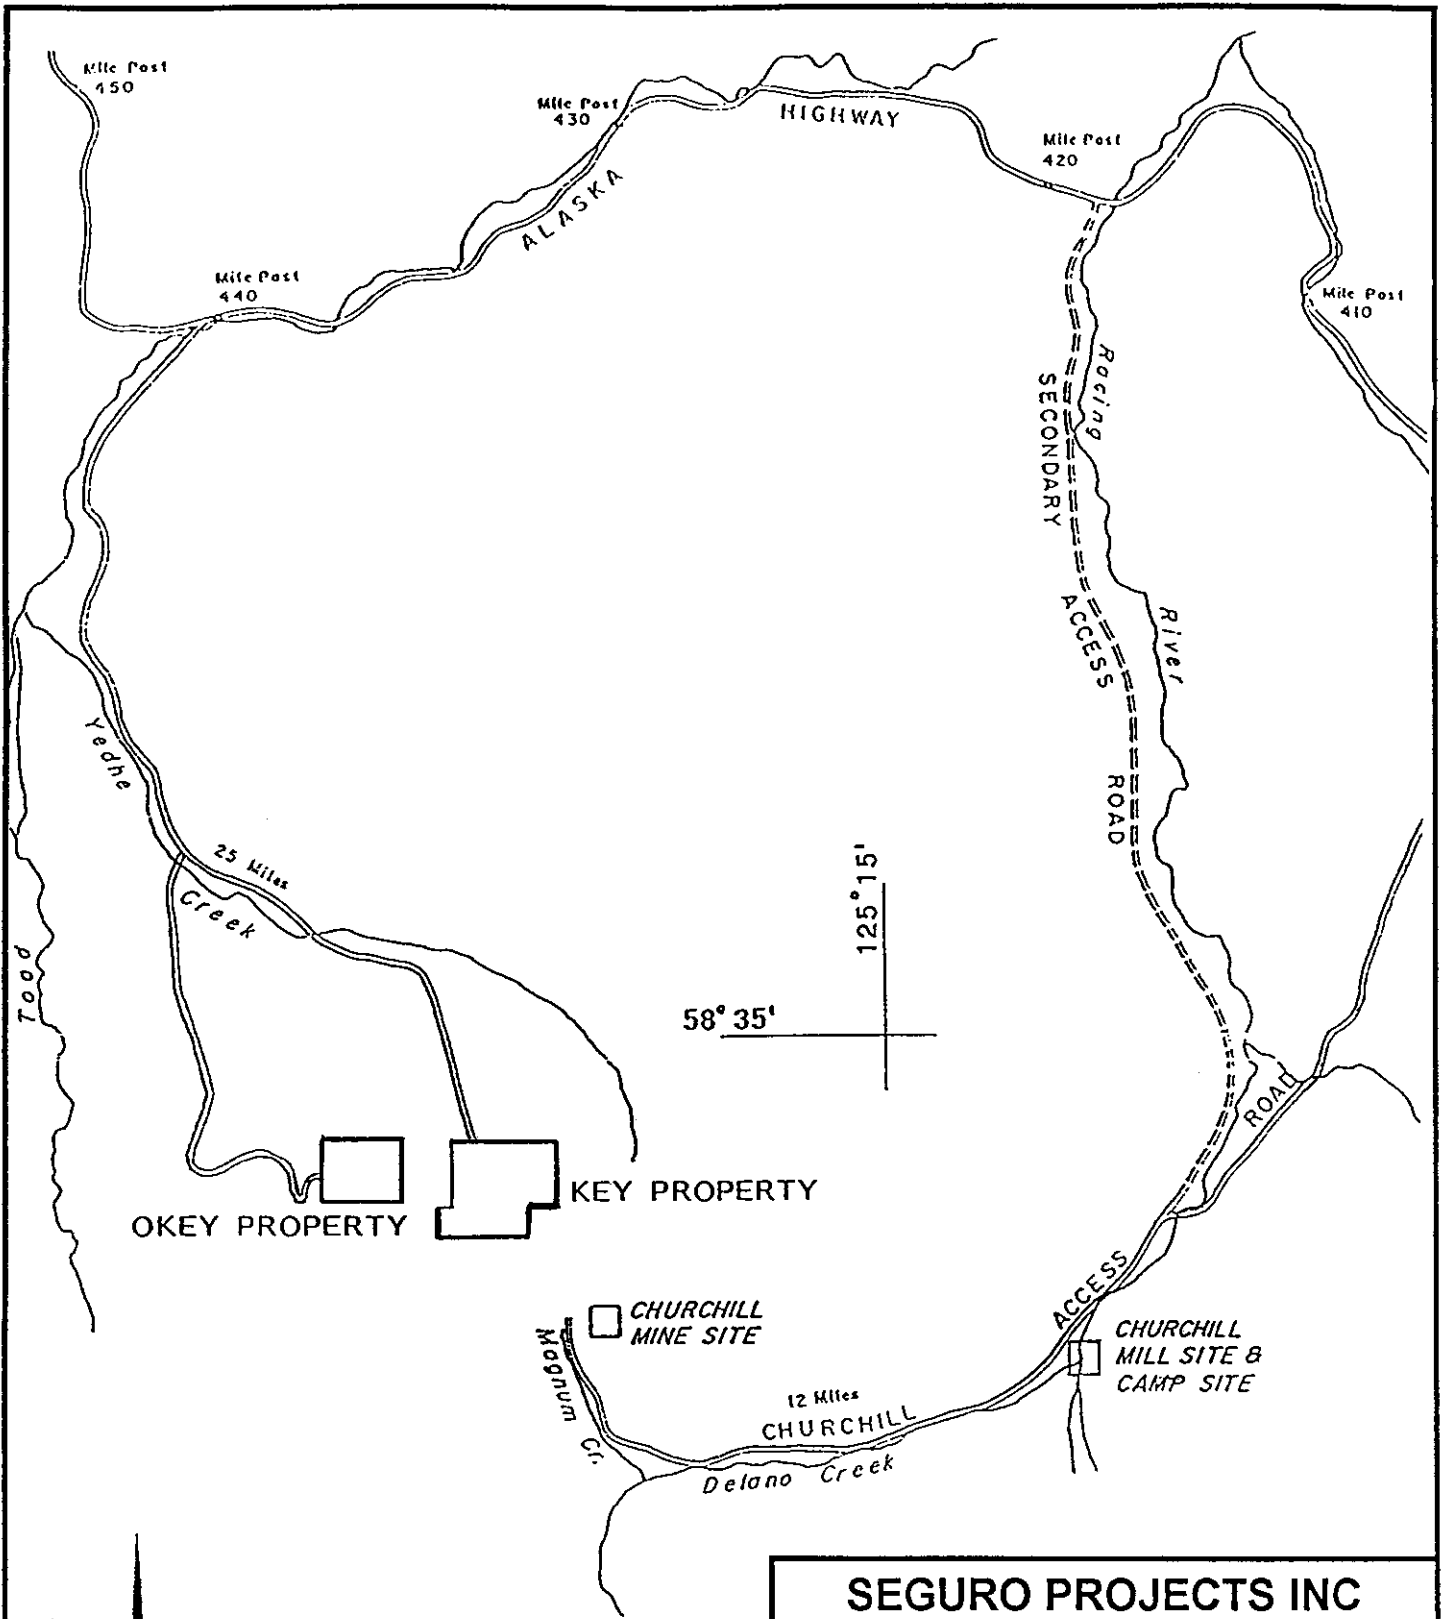 Mile Post
450
Mile Post
430
HIGHWAY
Mile Post
420
ALASKA
Mile Post
440
Mile Post
410
Racing
River
SECONDARY
ACCESS
ROAD
Yedhe
Creek
25 Miles
Toad
125° 15'
58° 35'
ROAD
KEY PROPERTY
OKEY PROPERTY
ACCESS
CHURCHILL
MINE SITE
CHURCHILL
MILL SITE &
CAMP SITE
Magnum Cr.
12 Miles
CHURCHILL
Delano Creek
SEGURO PROJECTS INC